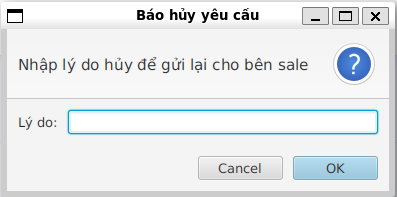 Báo hủy yêu cầu
Nhập lý do hủy để gửi lại cho bên sale
?
Lý do:
Cancel OK